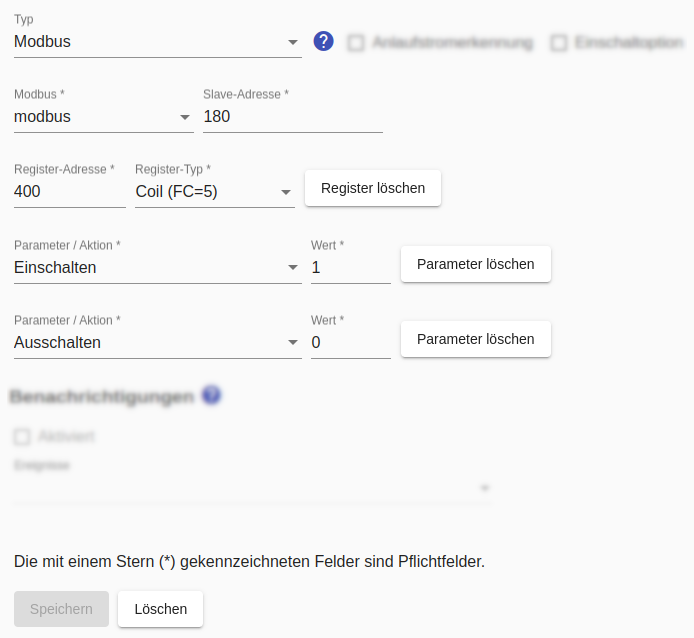 Typ
Modbus
? Anlaufstromerkennung Einschaltoption
Modbus * Slave-Adresse *
modbus 180
Register-Adresse * Register-Typ *
400 Coil (FC=5) Register löschen
Parameter / Aktion * Wert *
Einschalten 1 Parameter löschen
Parameter / Aktion * Wert *
Ausschalten 0 Parameter löschen
Benachrichtigungen ?
Aktiviert
Ereignisse
Die mit einem Stern (*) gekennzeichneten Felder sind Pflichtfelder.
Speichern Löschen